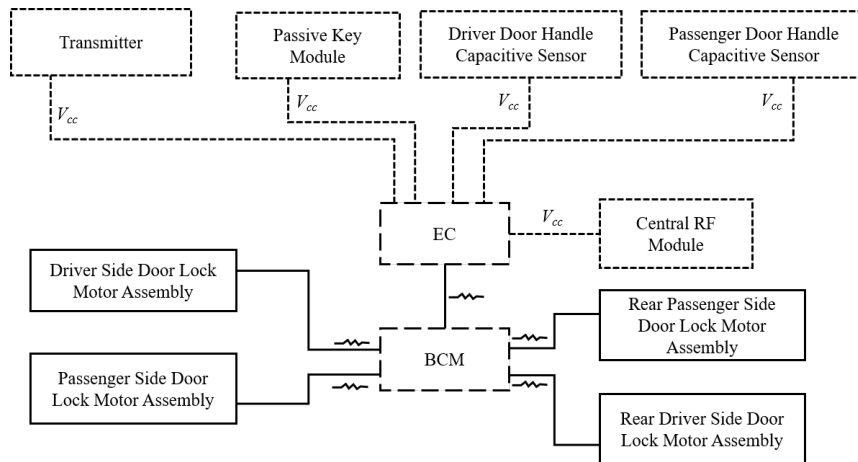 Transmitter
Passive Key
Module
Driver Door Handle
Capacitive Sensor
Passenger Door Handle
Capacitive Sensor
Vcc
Vcc
Vcc
Vcc
EC
Vcc
Central RF
Module
Driver Side Door Lock
Motor Assembly
Rear Passenger Side
Door Lock Motor
Assembly
BCM
Passenger Side Door
Lock Motor Assembly
Rear Driver Side Door
Lock Motor Assembly